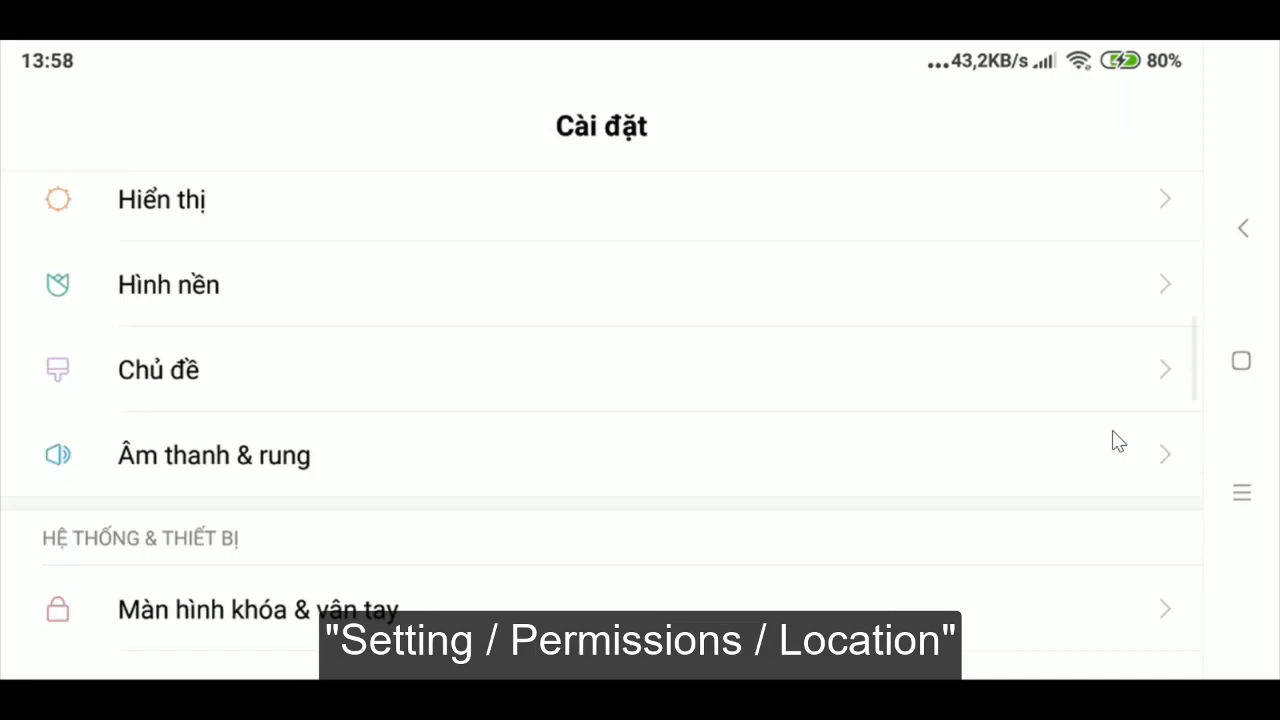 13:58
...43,2KB/s 80%
Cài đặt
Hiển thị
Hình nền
Chủ đề
Âm thanh & rung
HỆ THỐNG & THIẾT BỊ
Màn hình khóa & vân tay
"Setting / Permissions / Location"